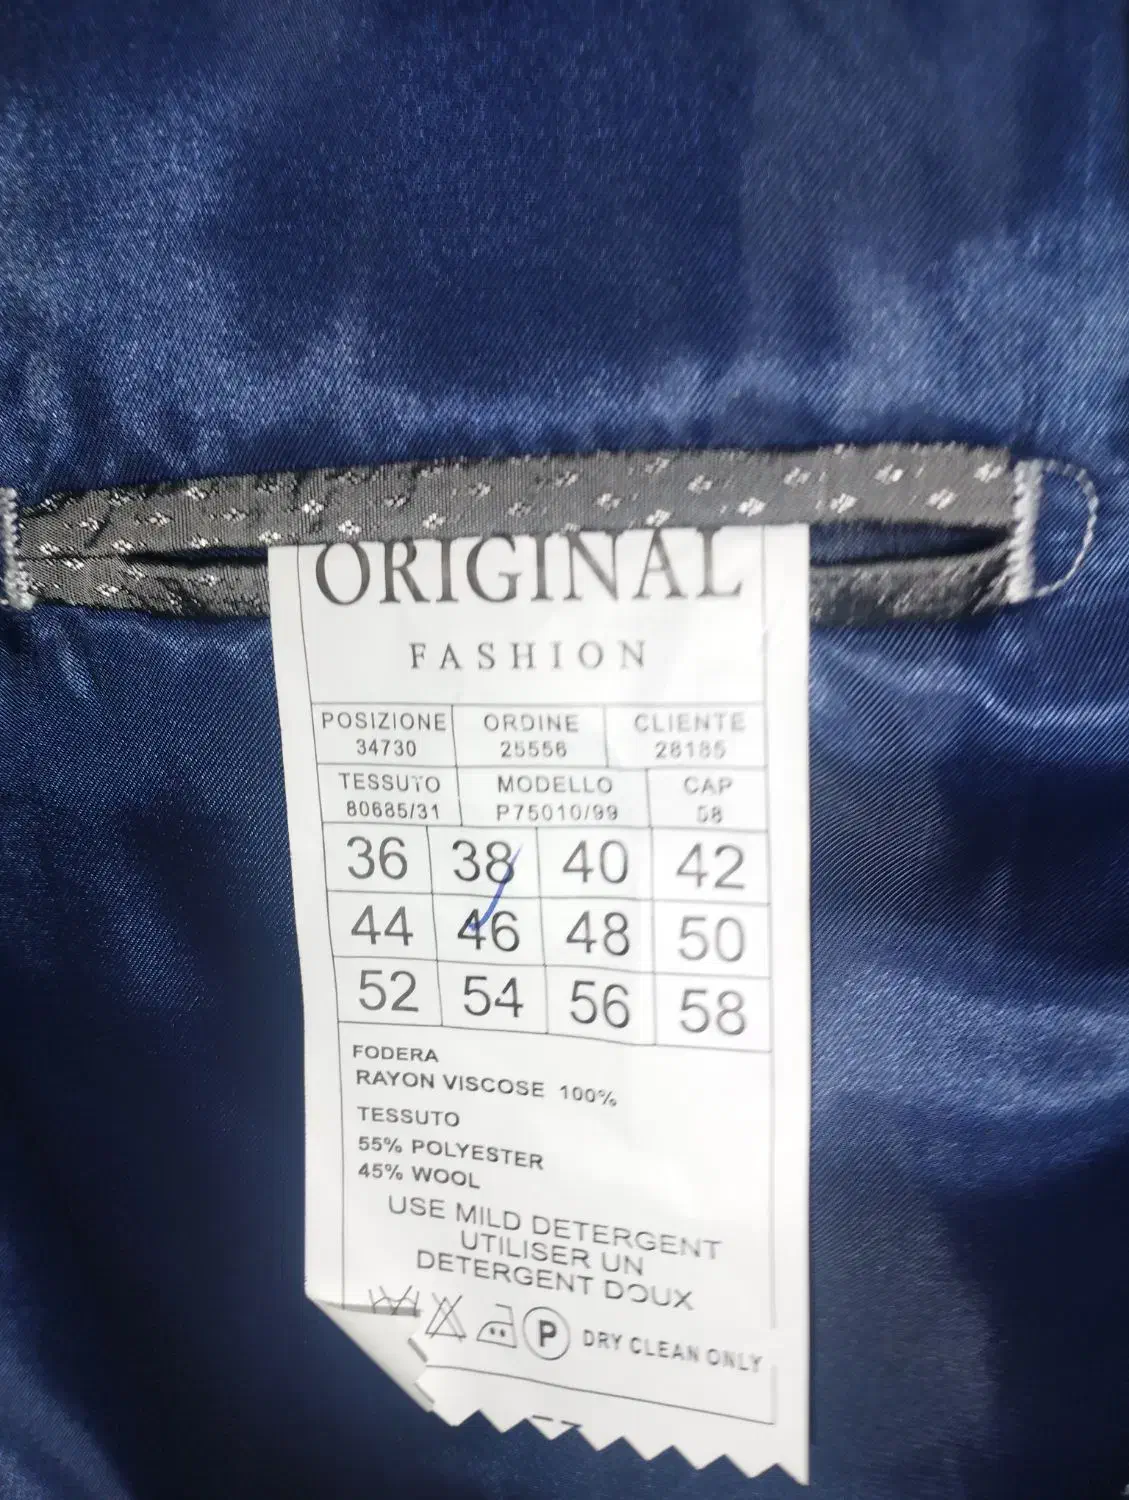 ORIGINAL
FASHION
POSIZIONE ORDINE CLIENTE
34730 25556 28185
TESSUTO MODELLO CAP
80685/31 P75010/99 58
36 38 40 42
44 46 48 50
52 54 56 58
FODERA
RAYON VISCOSE 100%
TESSUTO
55% POLYESTER
45% WOOL
USE MILD DETERGENT
UTILISER UN
DETERGENT DOUX
P DRY CLEAN ONLY